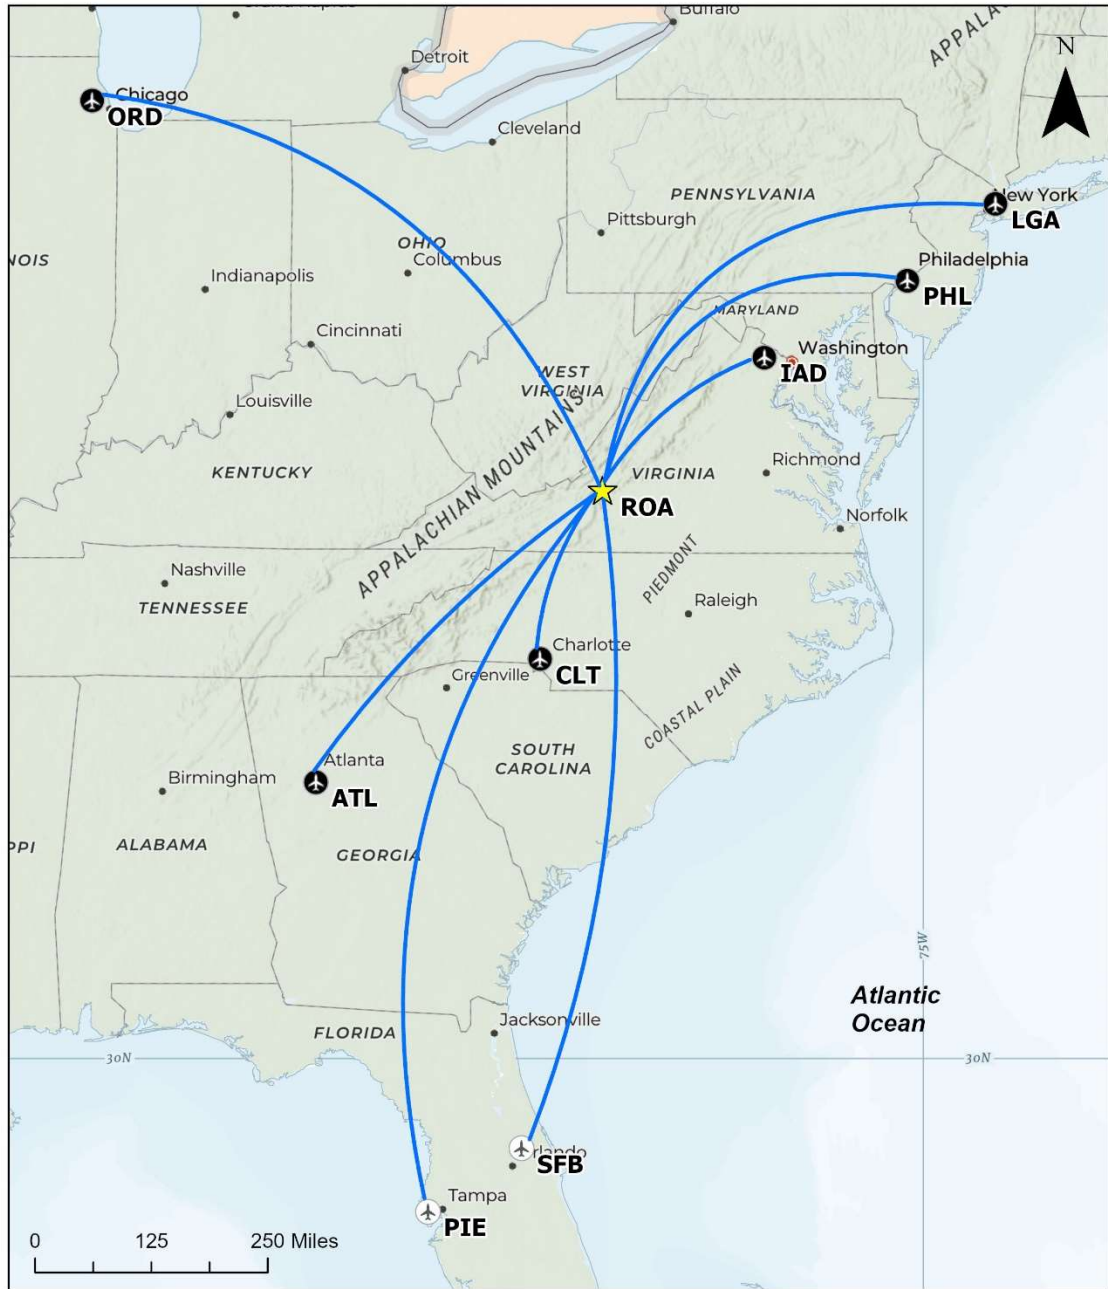 Buffalo
APPALA
N
Detroit
Chicago
ORD
Cleveland
PENNSYLVANIA
New York
LGA
Pittsburgh
OHIO
Columbus
NOIS
Indianapolis
Philadelphia
PHL
MARYLAND
Cincinnati
Washington
IAD
WEST
VIRGINIA
Louisville
APPALACHIAN MOUNTAINS
KENTUCKY
VIRGINIA
Richmond
ROA
Norfolk
Nashville
TENNESSEE
PIEDMONT
Raleigh
Charlotte
CLT
Greenville
COASTAL PLAIN
SOUTH
CAROLINA
Atlanta
ATL
Birmingham
PPI
ALABAMA
GEORGIA
75W
Atlantic
Ocean
FLORIDA
Jacksonville
30N
30N
rlando
SFB
Tampa
PIE
0 125 250 Miles